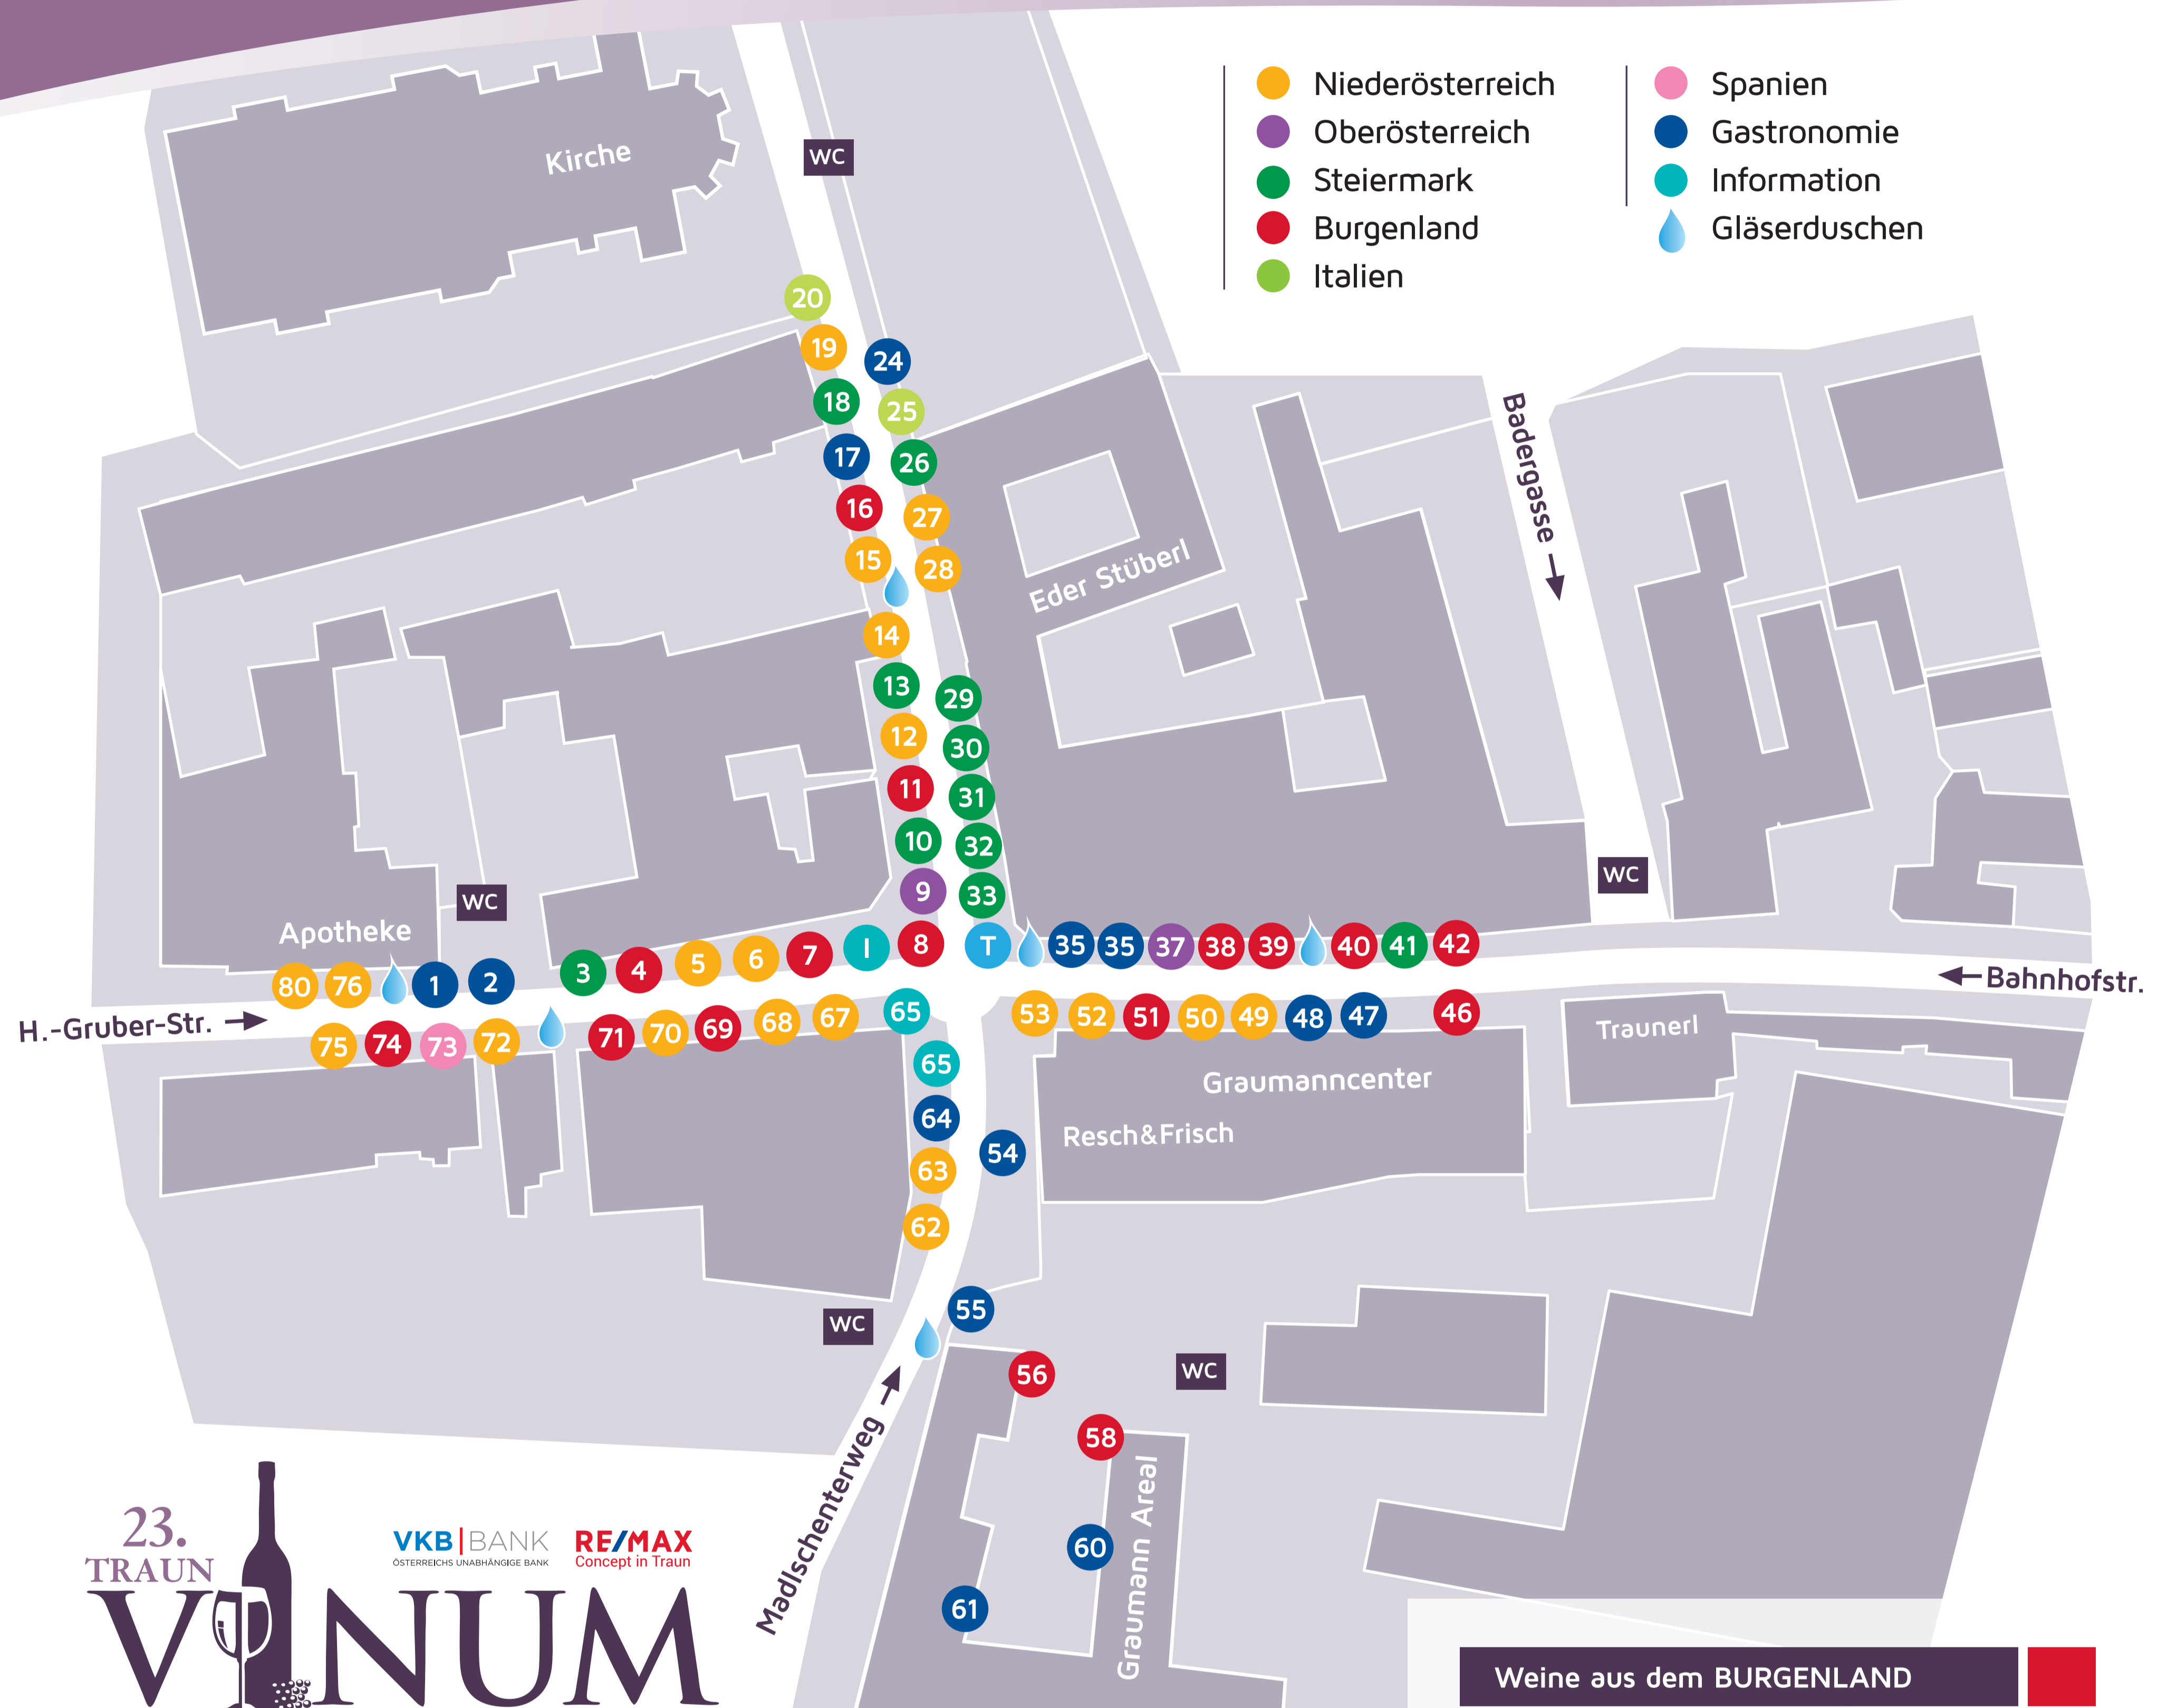 Niederösterreich
Oberösterreich
Steiermark
Burgenland
Italien
Spanien
Gastronomie
Information
Gläserduschen
Kirche
WC
20
19
24
18
25
17
26
16
27
15
28
14
13
29
12
30
11
31
10
32
9
33
Eder Stüberl
Badergasse
WC
WC
Apotheke
80
76
1
2
3
4
5
6
7
I
8
T
35
35
37
38
39
40
41
42
Bahnhofstr.
H.-Gruber-Str.
75
74
73
72
71
70
69
68
67
65
53
52
51
50
49
48
47
46
Traunerl
65
64
63
62
54
Graumanncenter
Resch&Frisch
55
WC
WC
56
58
60
61
Madlschenterweg
Graumann Areal
23.
TRAUN
VINUM
VKB BANK
ÖSTERREICHS UNABHÄNGIGE BANK
RE/MAX
Concept in Traun
Weine aus dem BURGENLAND